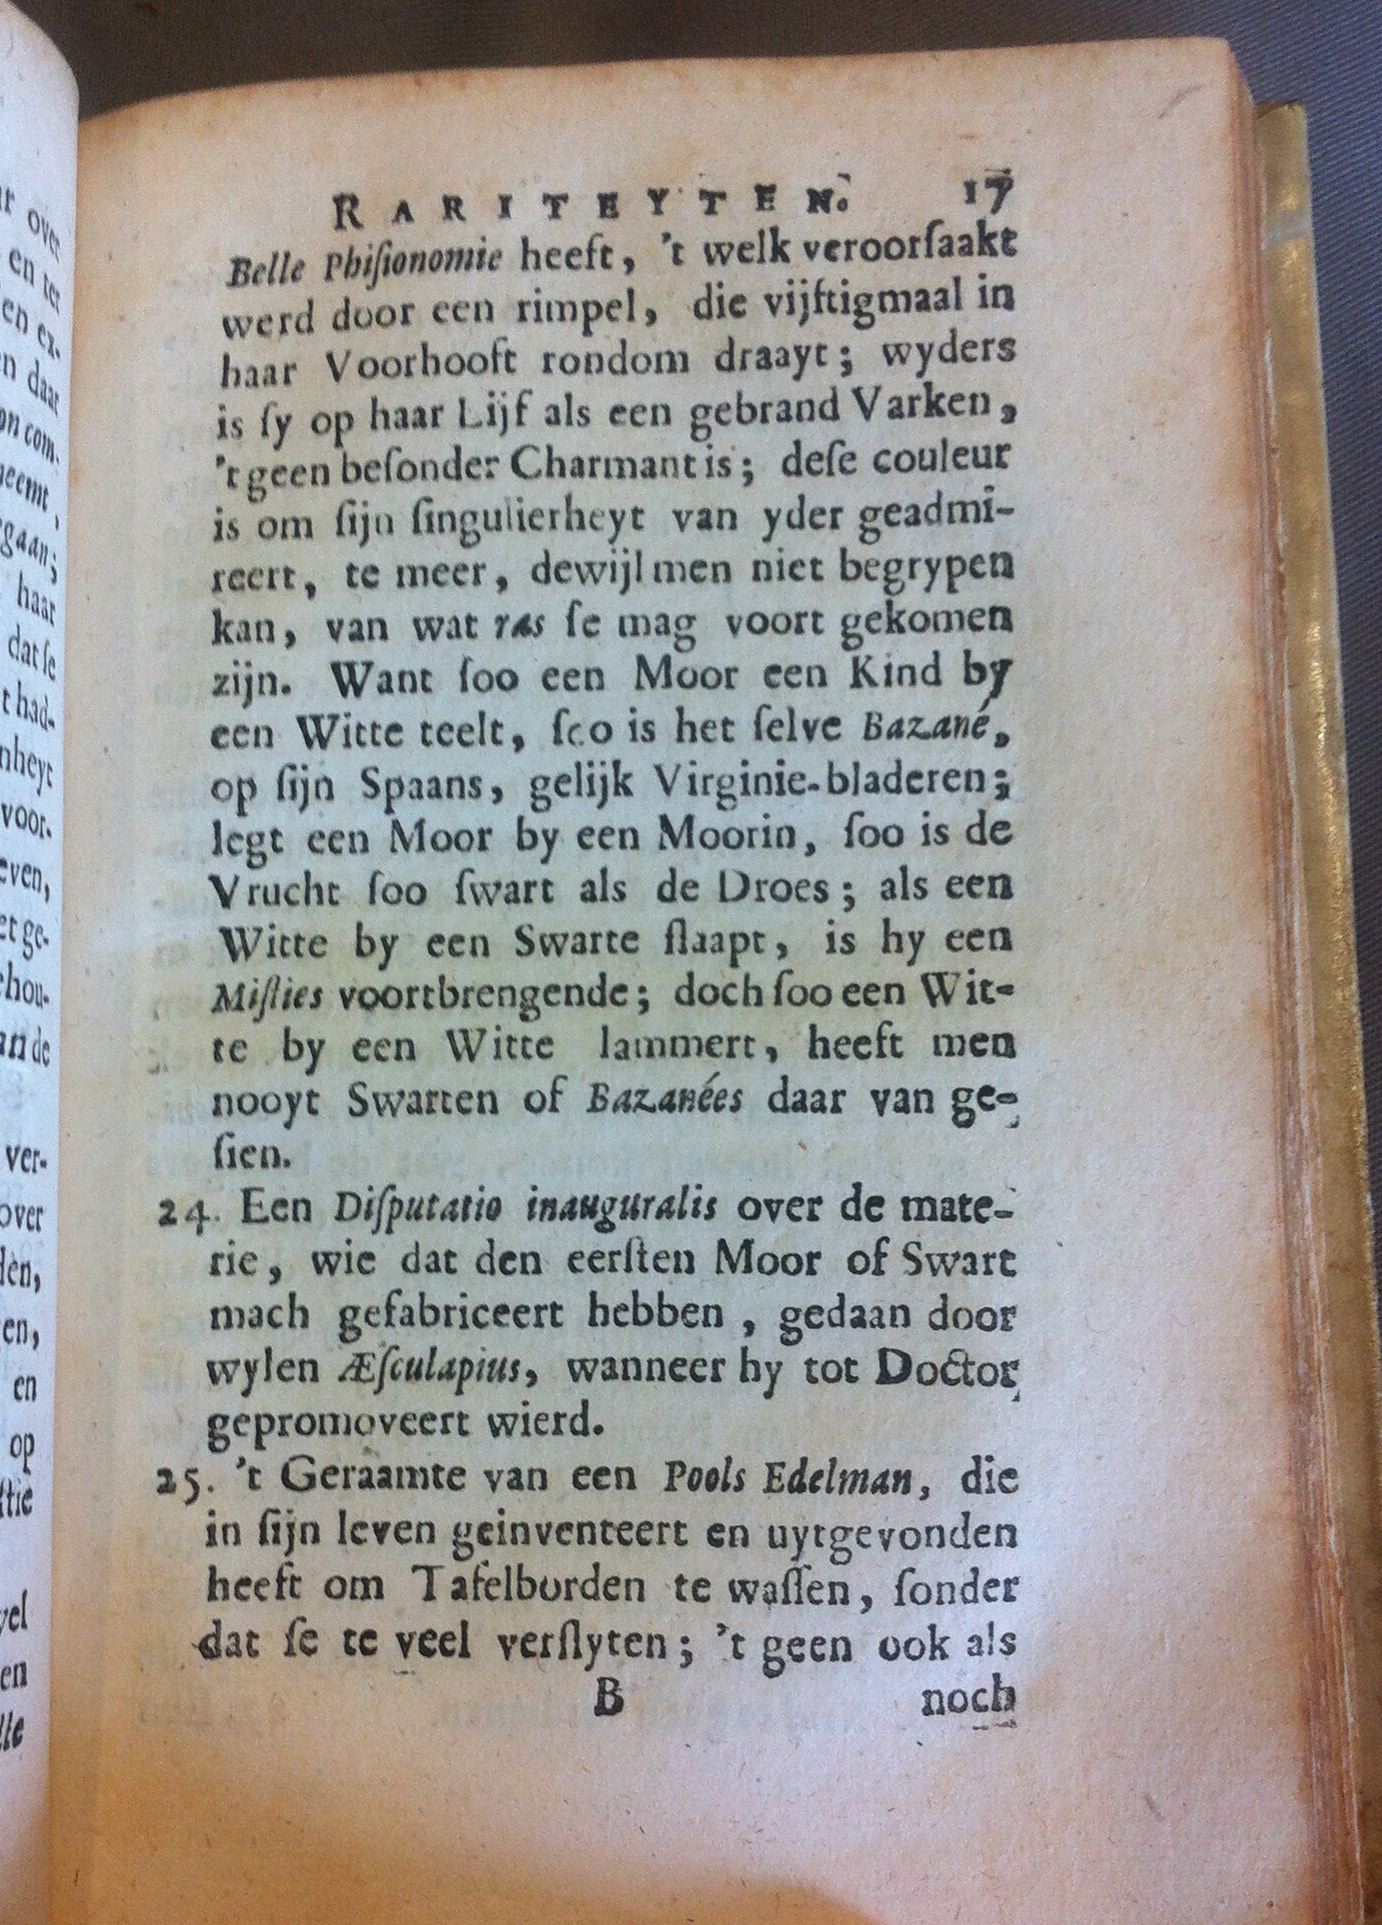 RARITEYTEN. 17
Belle Phiſionomie heeft, 't welk veroorſaakt
werd door een rimpel, die vijftigmaal in
haar Voorhooft rondom draayt; wyders
is ſy op haar Lijf als een gebrand Varken,
't geen beſonder Charmant is; deſe couleur
is om ſijn ſingulierheyt van yder geadmi-
reert, te meer, dewijl men niet begrypen
kan, van wat ras ſe mag voort gekomen
zijn. Want ſoo een Moor een Kind by
een Witte teelt, ſoo is het ſelve Bazané,
op ſijn Spaans, gelijk Virginie-bladeren;
legt een Moor by een Moorin, ſoo is de
Vrucht ſoo ſwart als de Droes; als een
Witte by een Swarte ſlaapt, is hy een
Miſties voortbrengende; doch ſoo een Wit-
te by een Witte lammert, heeft men
nooyt Swarten of Bazanées daar van ge-
ſien.
24. Een Diſputatio inauguralis over de mate-
rie, wie dat den eerſten Moor of Swart
mach gefabriceert hebben, gedaan door
wylen Æſculapius, wanneer hy tot Doctor
gepromoveert wierd.
25. 't Geraamte van een Pools Edelman, die
in ſijn leven geinventeert en uytgevonden
heeft om Tafelborden te waſſen, ſonder
dat ſe te veel verſlyten; 't geen ook als
B noch